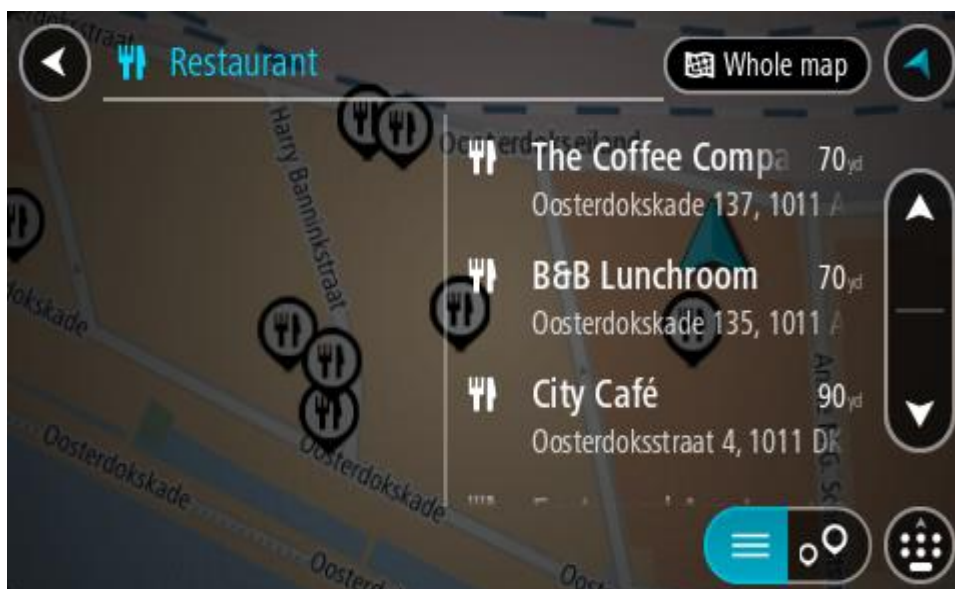 Restaurant
Whole map
Harry Banninkstraat
Oosterdokseiland
The Coffee Compa 70yd
Oosterdokskade 137, 1011 A
B&B Lunchroom 70yd
Oosterdokskade 135, 1011 A
City Café 90yd
Oosterdoksstraat 4, 1011 DK
Oosterdokskade
Oosterdokskade